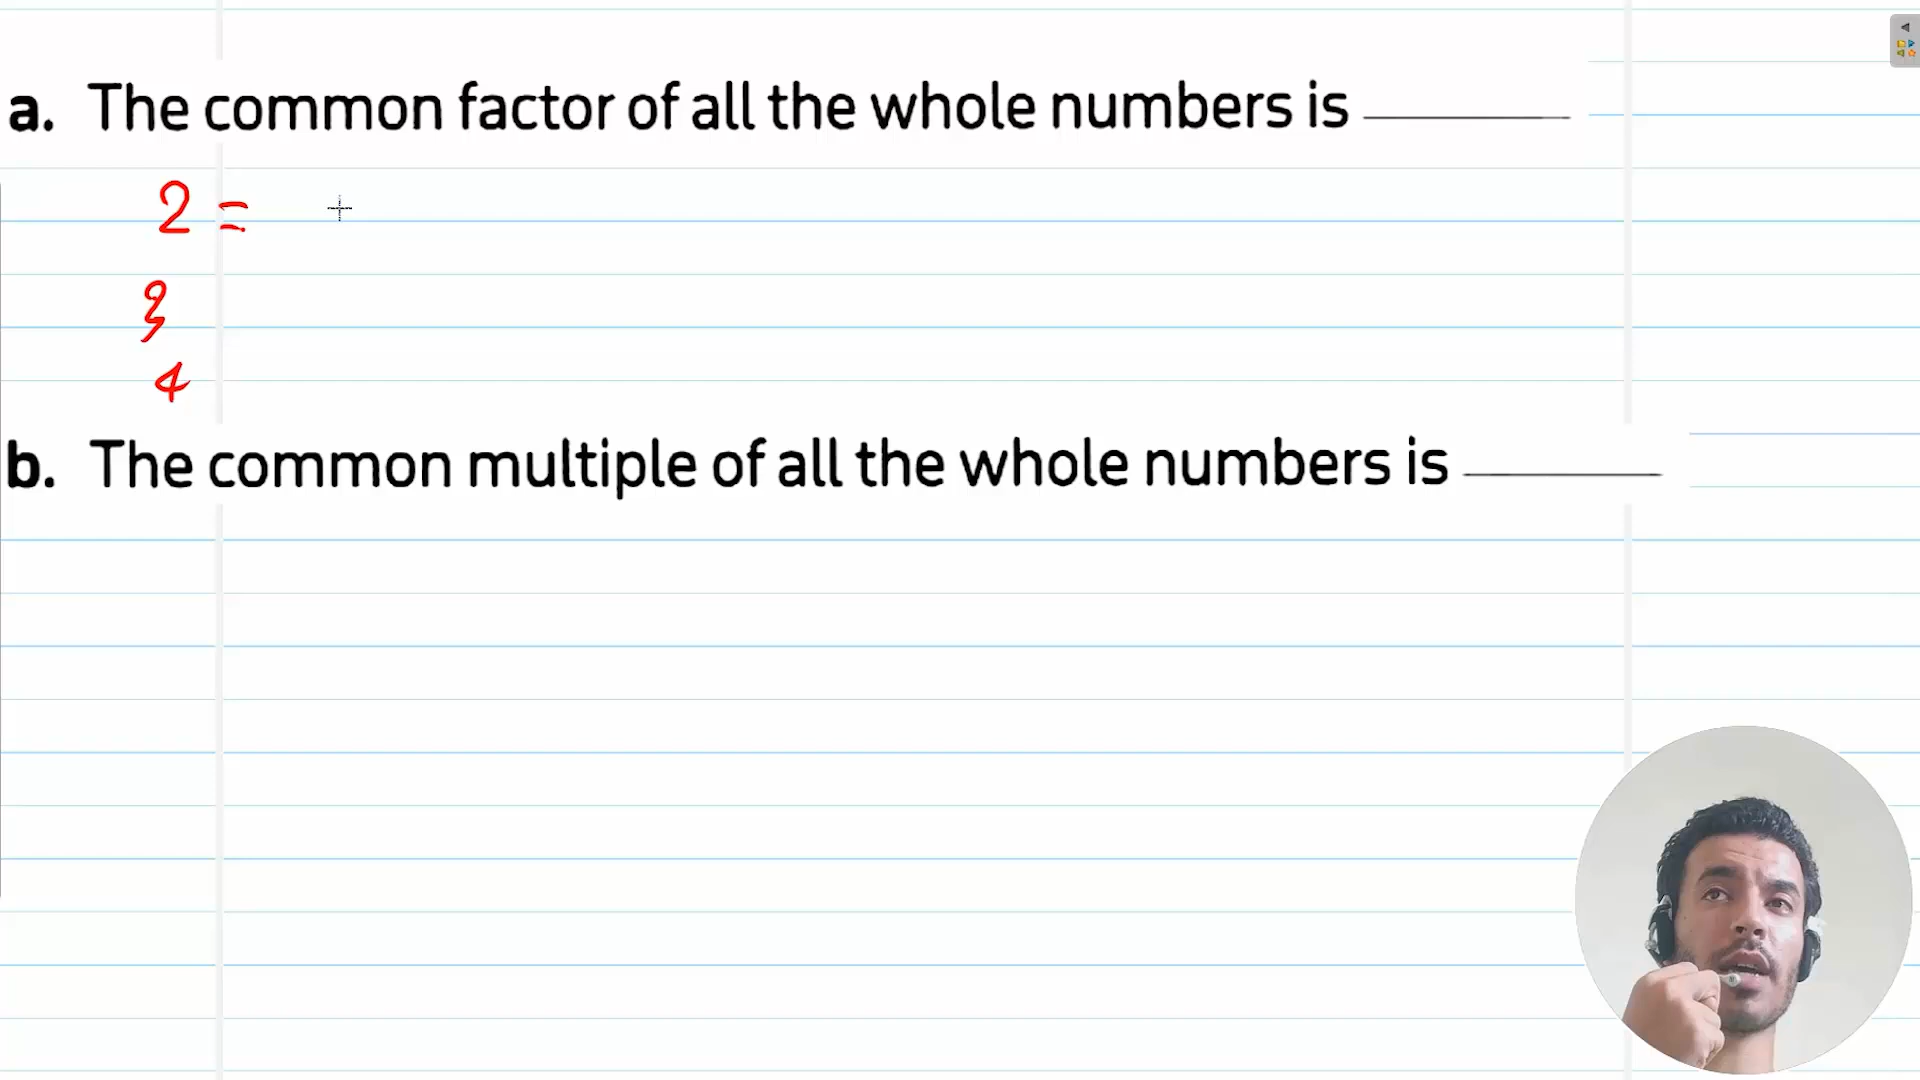 a. The common factor of all the whole numbers is
2 =
3
4
b. The common multiple of all the whole numbers is